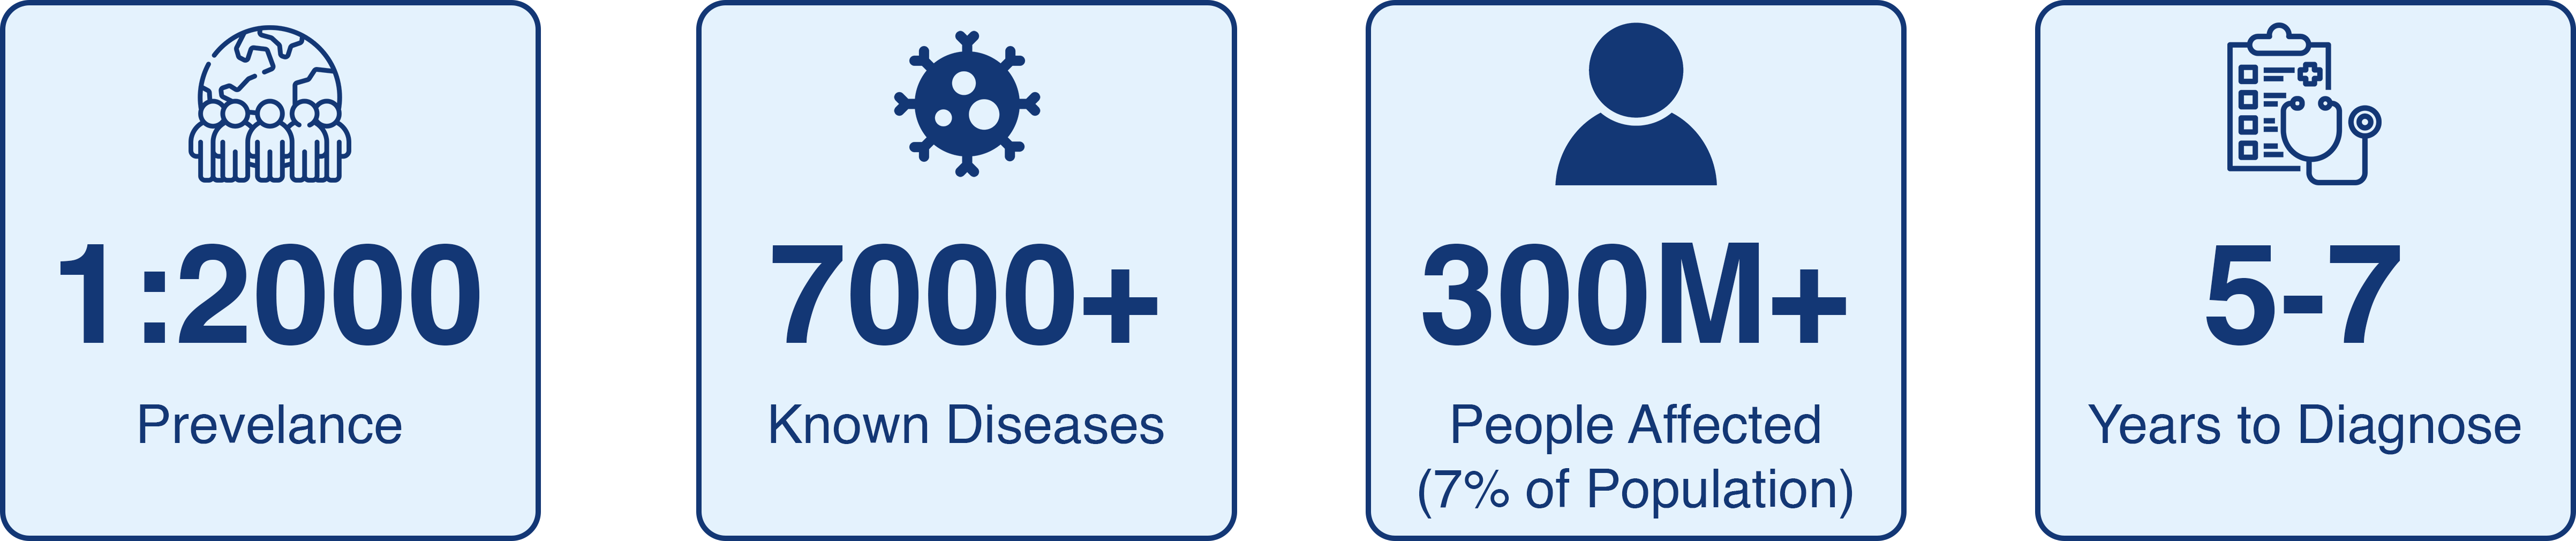 1:2000
Prevelance
7000+
Known Diseases
300M+
People Affected
(7% of Population)
5-7
Years to Diagnose